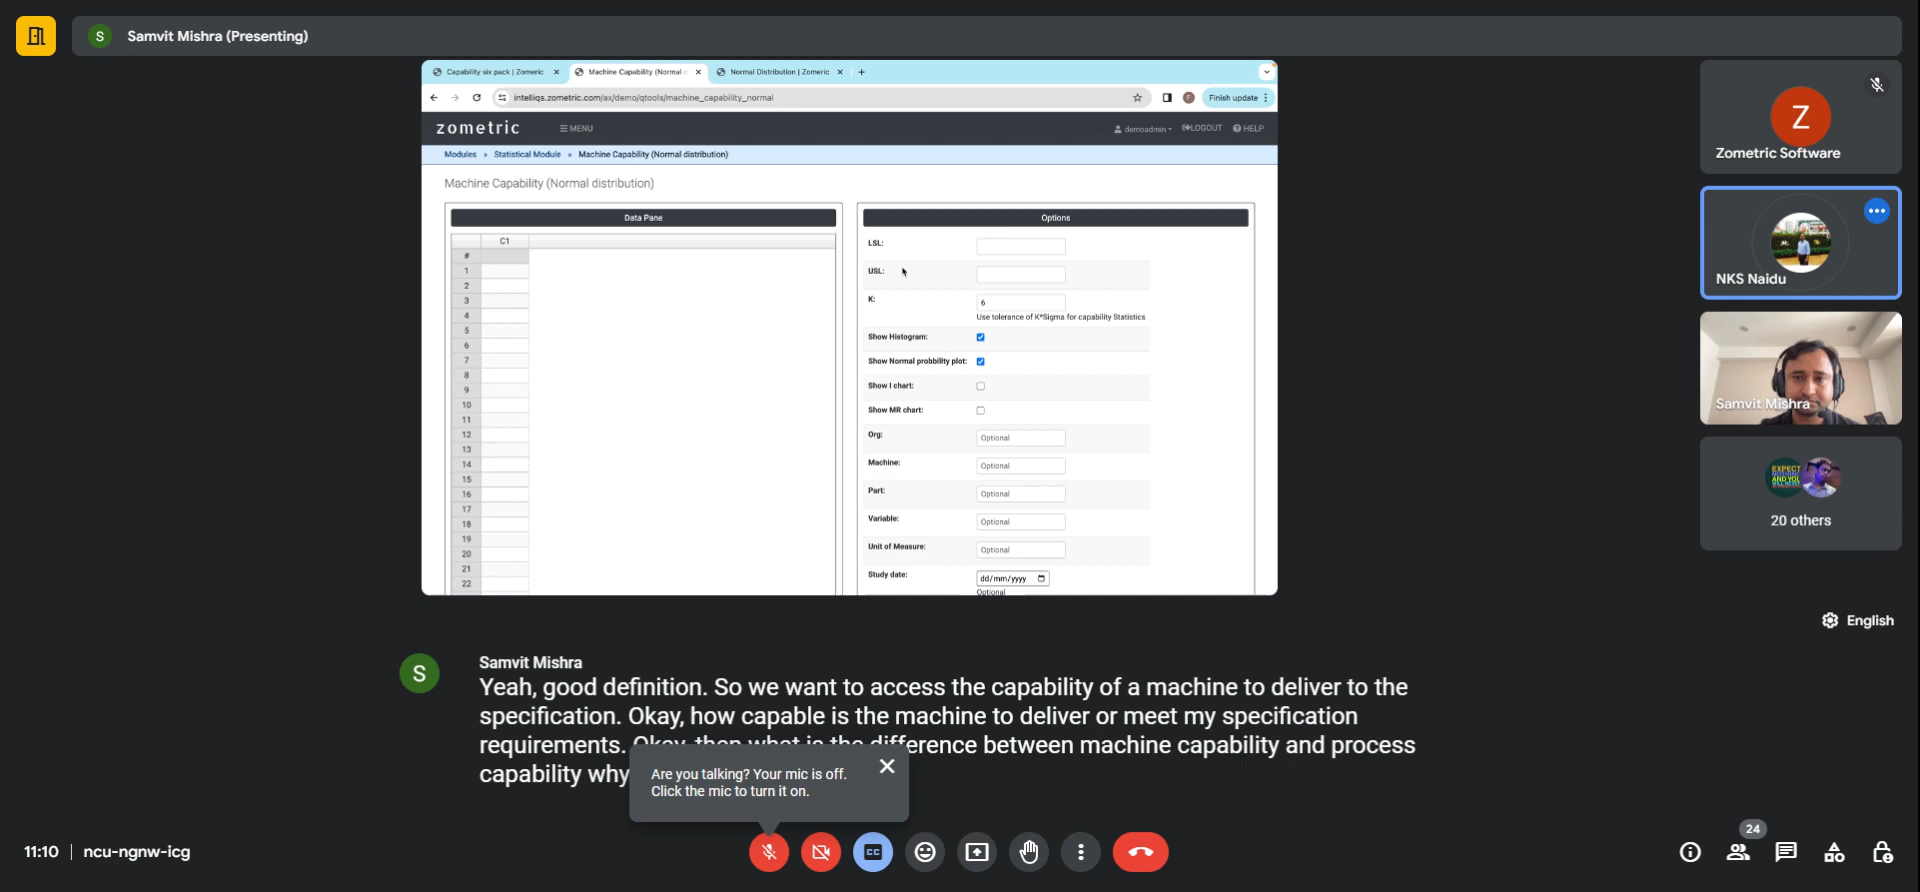 S Samvit Mishra (Presenting)
Capability six pack | Zomeric
Machine Capability (Normal
Normal Distribution | Zomeric
intelliqs.zometric.com/ax/demo/qtools/machine_capability_normal
Finish update
zometric
MENU
demoadmin
LOGOUT
HELP
Modules » Statistical Module » Machine Capability (Normal distribution)
Machine Capability (Normal distribution)
Data Pane
C1
#
1
2
3
4
5
6
7
8
9
10
11
12
13
14
15
16
17
18
19
20
21
22
Options
LSL:
USL:
K: 6
Use tolerance of K*Sigma for capability Statistics
Show Histogram:
Show Normal probbility plot:
Show I chart:
Show MR chart:
Org: Optional
Machine: Optional
Part: Optional
Variable: Optional
Unit of Measure: Optional
Study date: dd/mm/yyyy
Optional
Z
Zometric Software
NKS Naidu
Samvit Mishra
EXPECT
AND YOU
20 others
English
S
Samvit Mishra
Yeah, good definition. So we want to access the capability of a machine to deliver to the
specification. Okay, how capable is the machine to deliver or meet my specification
requirements. Okay, then what is the difference between machine capability and process
capability why
Are you talking? Your mic is off.
Click the mic to turn it on.
11:10 | ncu-ngnw-icg
CC
24